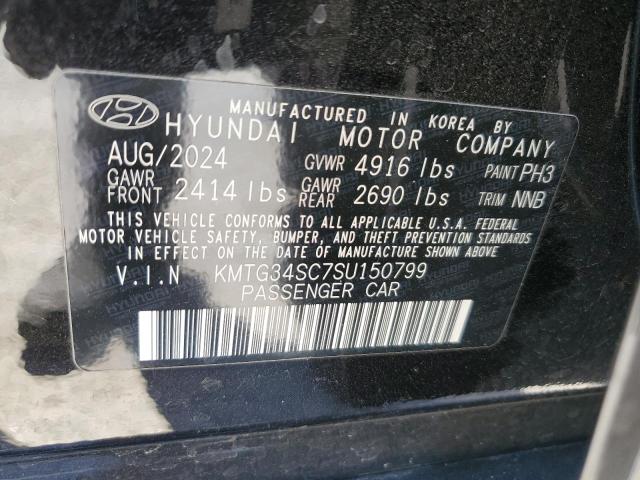 MANUFACTURED IN KOREA BY
HYUNDAI MOTOR COMPANY
AUG/2024 GVWR 4916 lbs PAINT PH3
GAWR FRONT 2414 lbs GAWR REAR 2690 lbs TRIM NNB
THIS VEHICLE CONFORMS TO ALL APPLICABLE U.S.A. FEDERAL
MOTOR VEHICLE SAFETY, BUMPER, AND THEFT PREVENTION STANDARDS
IN EFFECT ON THE DATE OF MANUFACTURE SHOWN ABOVE.
V.I.N KMTG34SC7SU150799
PASSENGER CAR